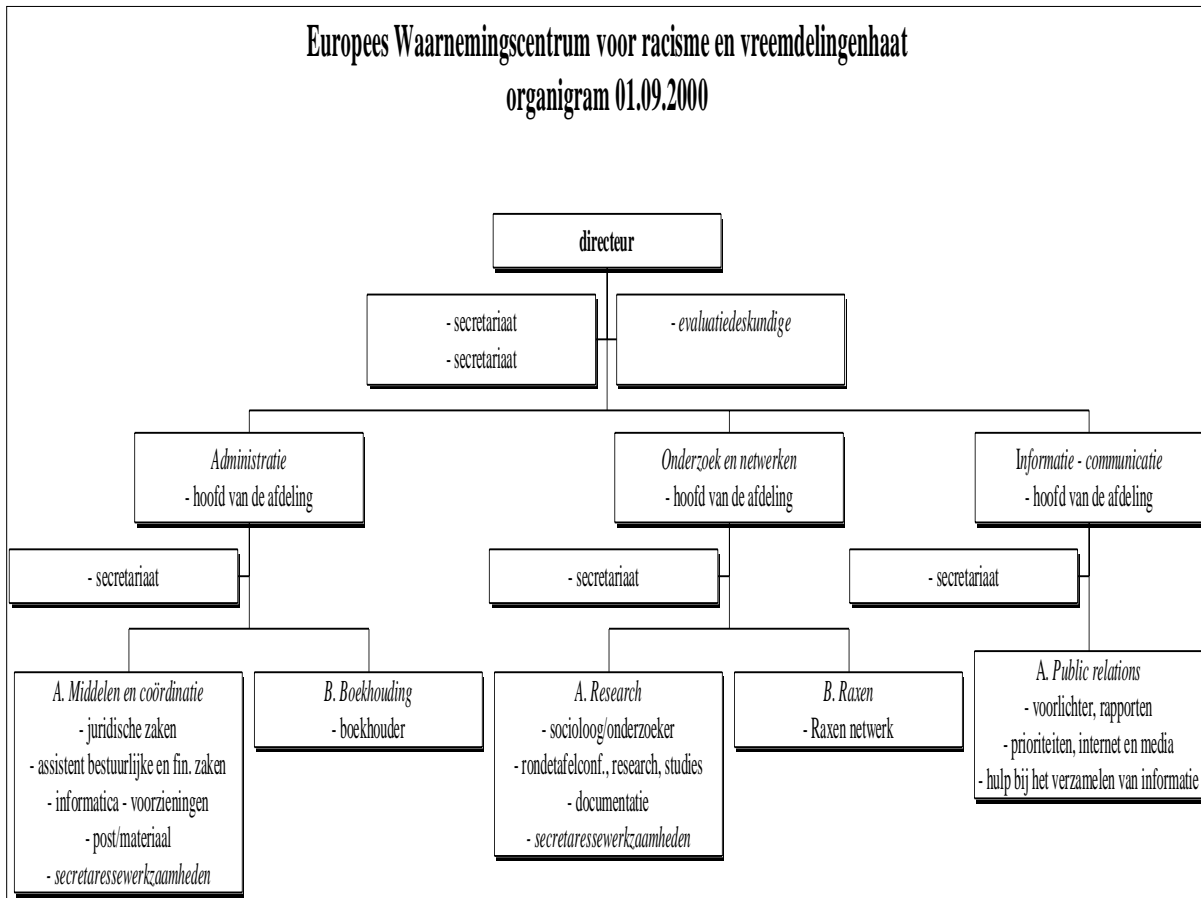 Europees Waarnemingscentrum voor racisme en vreemdelingenhaat
organigram 01.09.2000
directeur
- secretariaat
- secretariaat
- evaluatiedeskundige
Administratie
- hoofd van de afdeling
Onderzoek en netwerken
- hoofd van de afdeling
Informatie - communicatie
- hoofd van de afdeling
- secretariaat
- secretariaat
- secretariaat
A. Middelen en coördinatie
- juridische zaken
- assistent bestuurlijke en fin. zaken
- informatica - voorzieningen
- post/materiaal
- secretaressewerkzaamheden
B. Boekhouding
- boekhouder
A. Research
- socioloog/onderzoeker
- rondetafelconf., research, studies
- documentatie
- secretaressewerkzaamheden
B. Raxen
- Raxen netwerk
A. Public relations
- voorlichter, rapporten
- prioriteiten, internet en media
- hulp bij het verzamelen van informatie